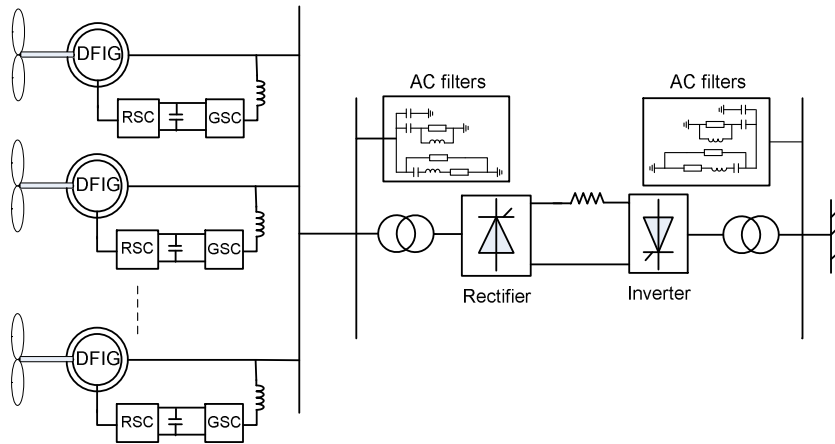 DFIG
RSC
GSC
DFIG
RSC
GSC
DFIG
RSC
GSC
AC filters
AC filters
Rectifier
Inverter